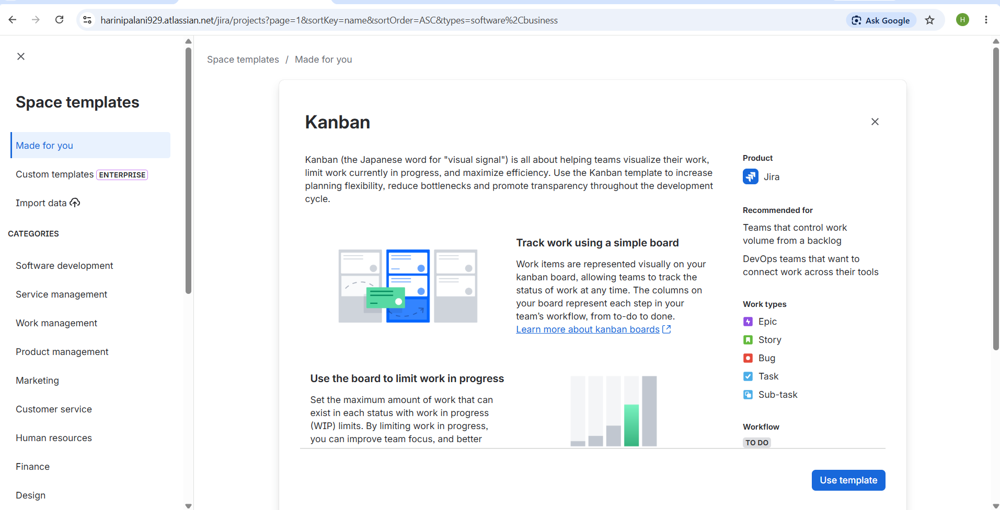 harinipalani929.atlassian.net/jira/projects?page=1&sortKey=name&sortOrder=ASC&types=software%2Cbusiness
Ask Google
H
Space templates
Made for you
Custom templates ENTERPRISE
Import data
CATEGORIES
Software development
Service management
Work management
Product management
Marketing
Customer service
Human resources
Finance
Design
Space templates / Made for you
Kanban
Kanban (the Japanese word for "visual signal") is all about helping teams visualize their work,
limit work currently in progress, and maximize efficiency. Use the Kanban template to increase
planning flexibility, reduce bottlenecks and promote transparency throughout the development
cycle.
Track work using a simple board
Work items are represented visually on your
kanban board, allowing teams to track the
status of work at any time. The columns on
your board represent each step in your
team’s workflow, from to-do to done.
Learn more about kanban boards
Use the board to limit work in progress
Set the maximum amount of work that can
exist in each status with work in progress
(WIP) limits. By limiting work in progress,
you can improve team focus, and better
Product
Jira
Recommended for
Teams that control work
volume from a backlog
DevOps teams that want to
connect work across their tools
Work types
Epic
Story
Bug
Task
Sub-task
Workflow
TO DO
Use template